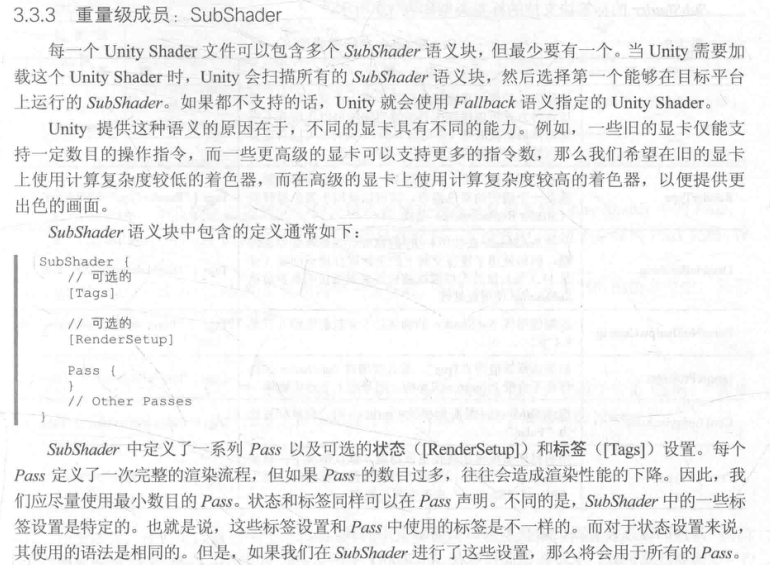 3.3.3 重量级成员：SubShader
每一个 Unity Shader 文件可以包含多个 SubShader 语义块，但最少要有一个。当 Unity 需要加
载这个 Unity Shader 时，Unity 会扫描所有的 SubShader 语义块，然后选择第一个能够在目标平台
上运行的 SubShader。如果都不支持的话，Unity 就会使用 Fallback 语义指定的 Unity Shader。
Unity 提供这种语义的原因在于，不同的显卡具有不同的能力。例如，一些旧的显卡仅能支
持一定数目的操作指令，而一些更高级的显卡可以支持更多的指令数，那么我们希望在旧的显卡
上使用计算复杂度较低的着色器，而在高级的显卡上使用计算复杂度较高的着色器，以便提供更
出色的画面。
SubShader 语义块中包含的定义通常如下：
SubShader {
// 可选的
[Tags]
// 可选的
[RenderSetup]
Pass {
}
// Other Passes
}
SubShader 中定义了一系列 Pass 以及可选的状态（[RenderSetup]）和标签（[Tags]）设置。每个
Pass 定义了一次完整的渲染流程，但如果 Pass 的数目过多，往往会造成渲染性能的下降。因此，我
们应尽量使用最小数目的 Pass。状态和标签同样可以在 Pass 声明。不同的是，SubShader 中的一些标
签设置是特定的。也就是说，这些标签设置和 Pass 中使用的标签是不一样的。而对于状态设置来说，
其使用的语法是相同的。但是，如果我们在 SubShader 进行了这些设置，那么将会用于所有的 Pass。